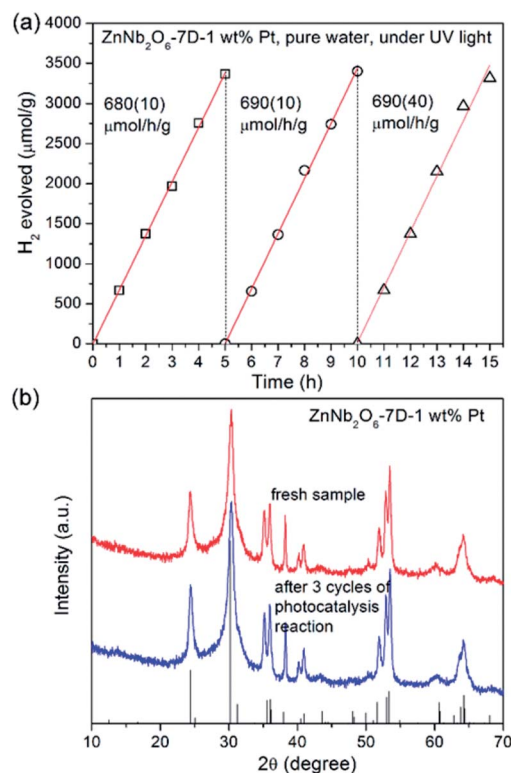 (a)
ZnNb₂O₆-7D-1 wt% Pt, pure water, under UV light
680(10)
μmol/h/g
690(10)
μmol/h/g
690(40)
μmol/h/g
H₂ evolved (μmol/g)
4000
3500
3000
2500
2000
1500
1000
500
0
0 1 2 3 4 5 6 7 8 9 10 11 12 13 14 15
Time (h)
(b)
ZnNb₂O₆-7D-1 wt% Pt
fresh sample
after 3 cycles of
photocatalysis
reaction
Intensity (a.u.)
10 20 30 40 50 60 70
2θ (degree)